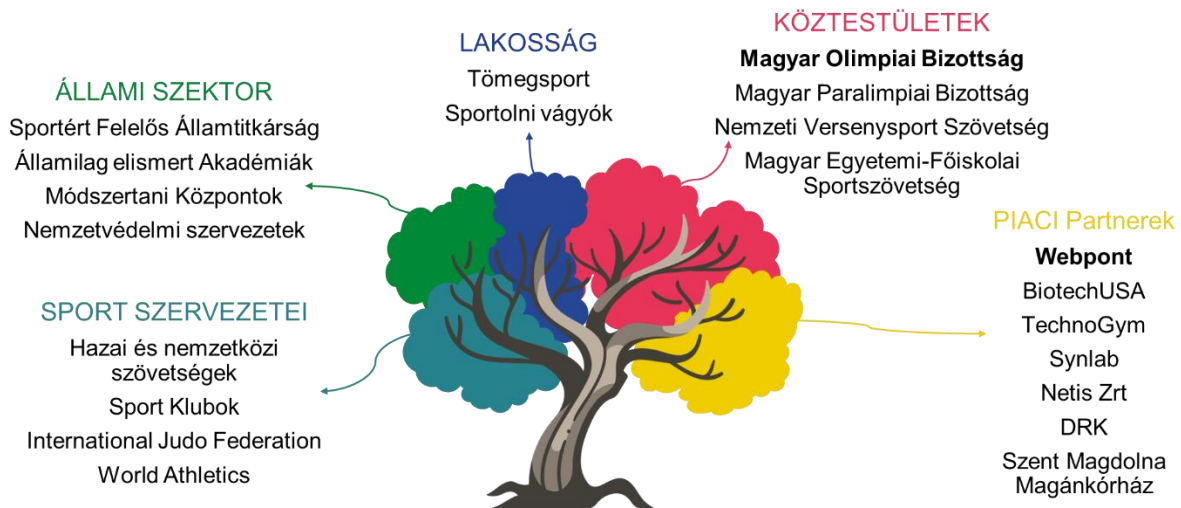 ÁLLAMI SZEKTOR
Sportért Felelős Államtitkárság
Államilag elismert Akadémiák
Módszertani Központok
Nemzetvédelmi szervezetek
LAKOSSÁG
Tömegsport
Sportolni vágyók
KÖZTESTÜLETEK
Magyar Olimpiai Bizottság
Magyar Paralimpiai Bizottság
Nemzeti Versenysport Szövetség
Magyar Egyetemi-Főiskolai
Sportszövetség
SPORT SZERVEZETEI
Hazai és nemzetközi
szövetségek
Sport Klubok
International Judo Federation
World Athletics
PIACI Partnerek
Webpont
BiotechUSA
TechnoGym
Synlab
Netis Zrt
DRK
Szent Magdolna
Magánkórház